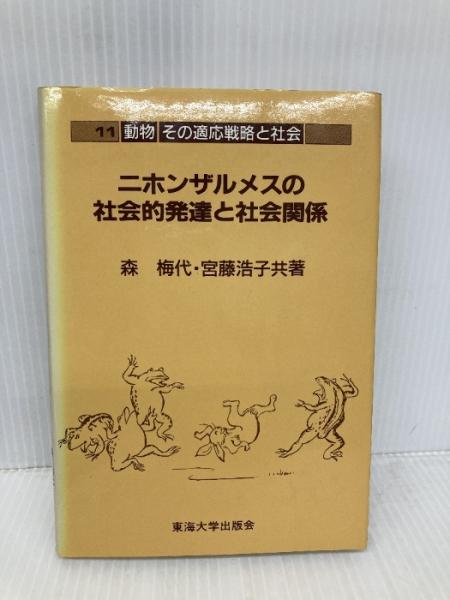 11 動物 その適応戦略と社会
ニホンザルメスの
社会的発達と社会関係
森 梅代・宮藤浩子共著
東海大学出版会